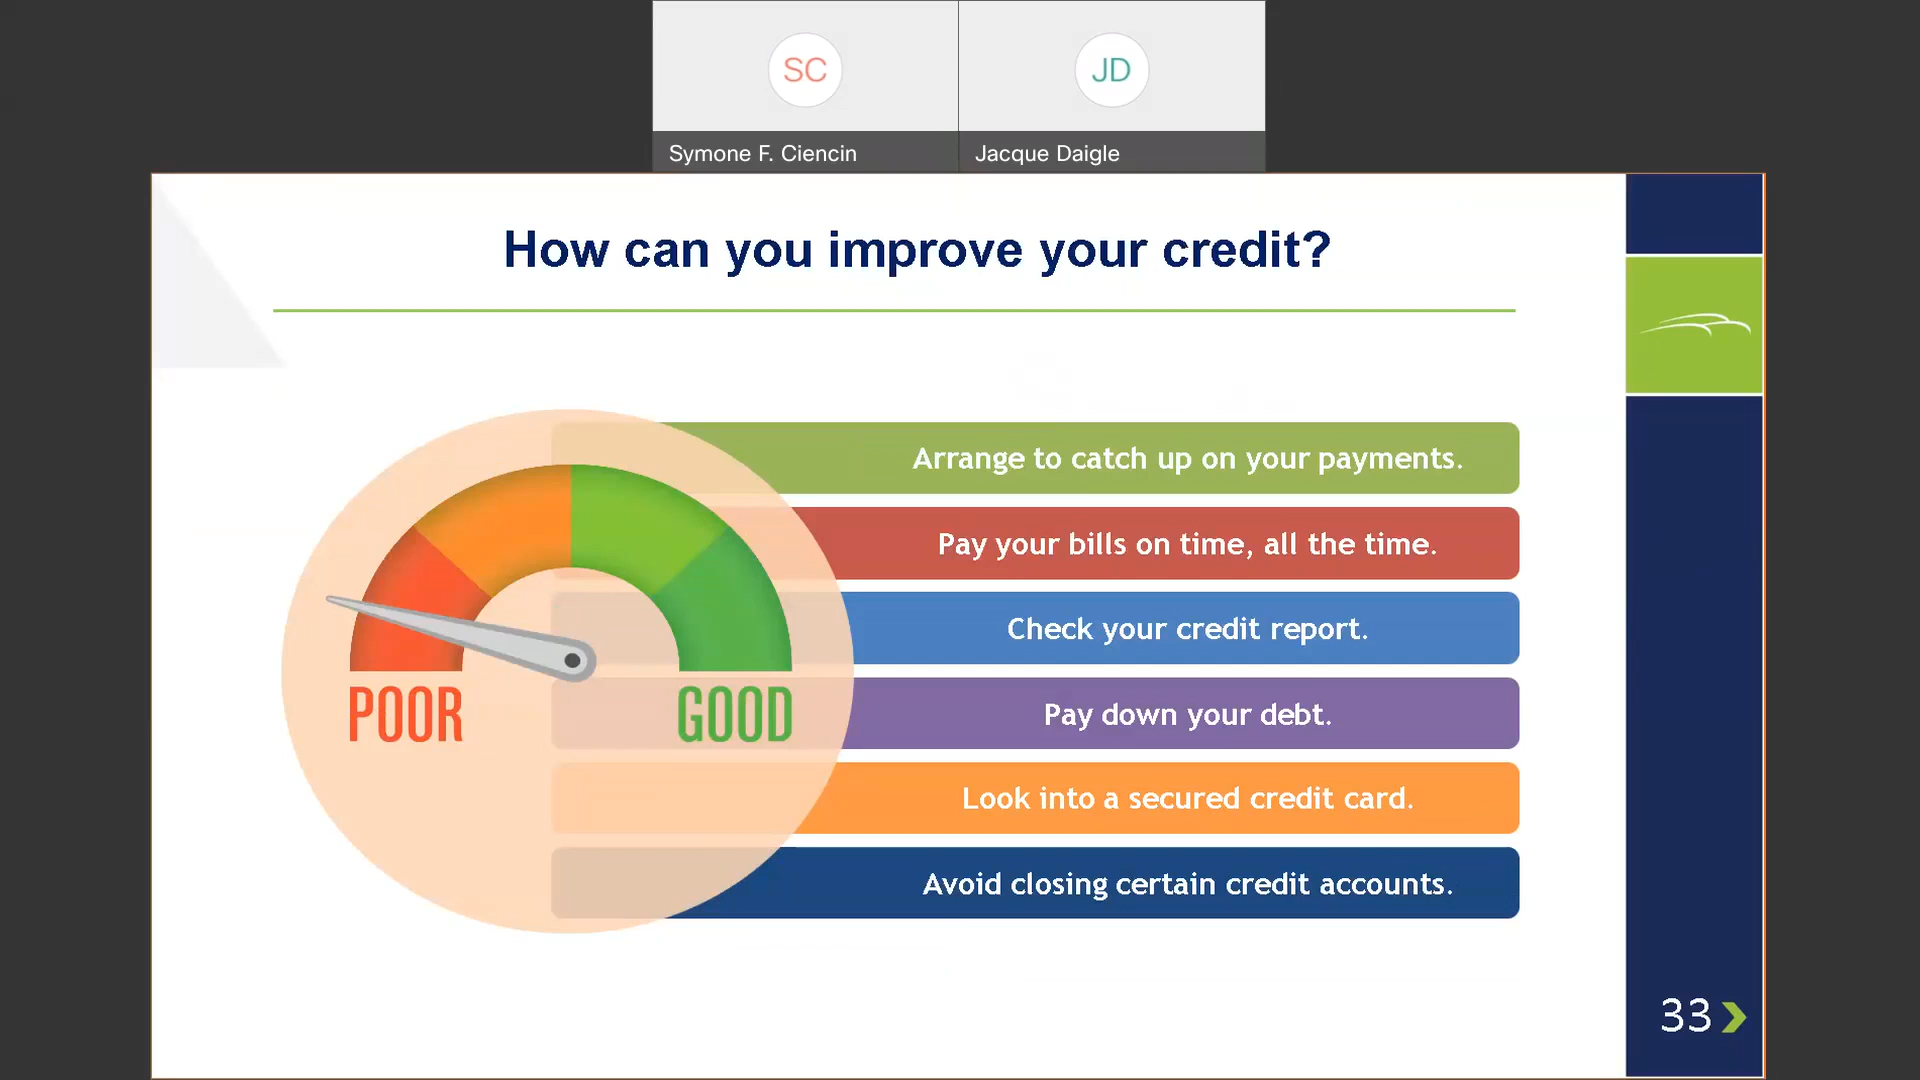 SC
JD
Symone F. Ciencin
Jacque Daigle
How can you improve your credit?
Arrange to catch up on your payments.
Pay your bills on time, all the time.
Check your credit report.
POOR
GOOD
Pay down your debt.
Look into a secured credit card.
Avoid closing certain credit accounts.
33